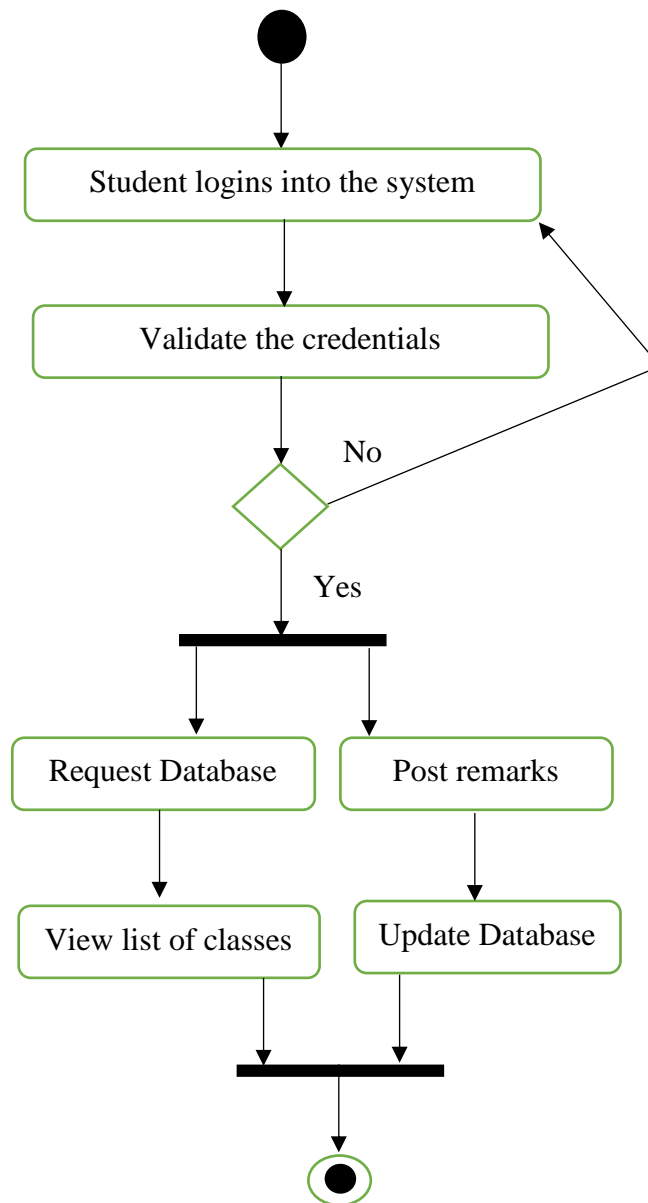 Student logins into the system
Validate the credentials
No
Yes
Request Database
Post remarks
View list of classes
Update Database